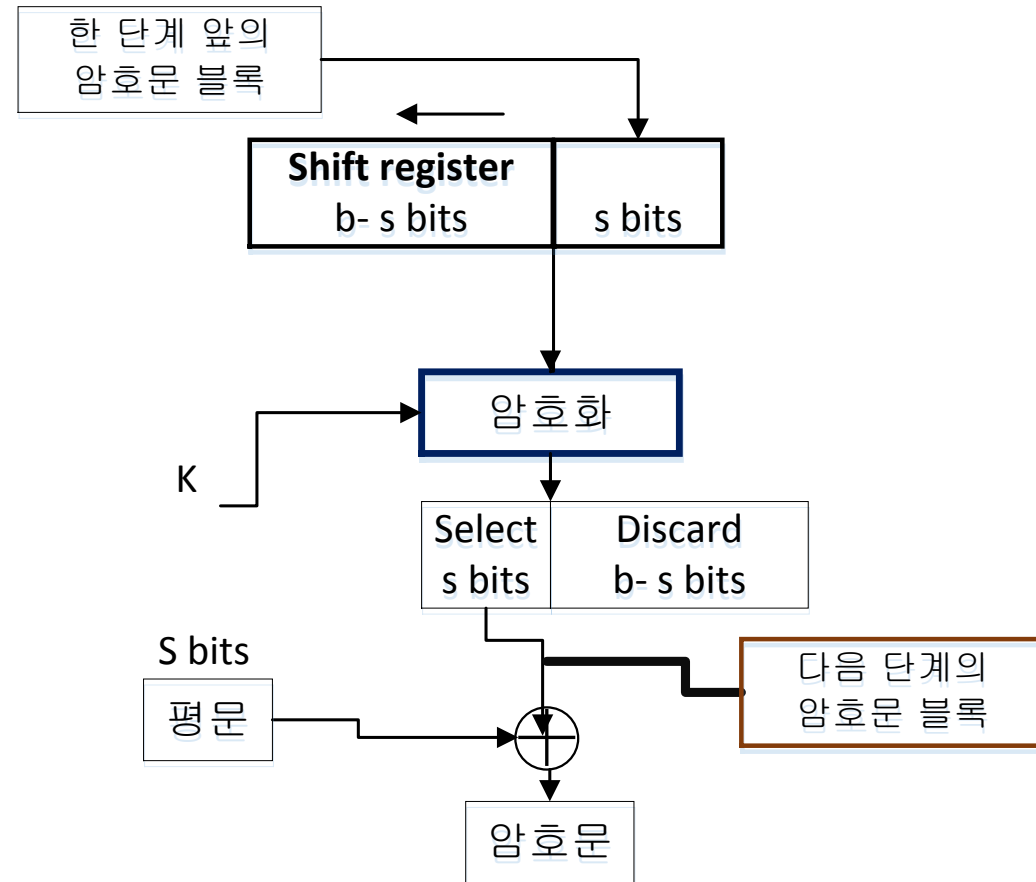 한 단계 앞의
암호문 블록
Shift register
b- s bits
s bits
암호화
K
Select
s bits
Discard
b- s bits
S bits
평문
다음 단계의
암호문 블록
암호문